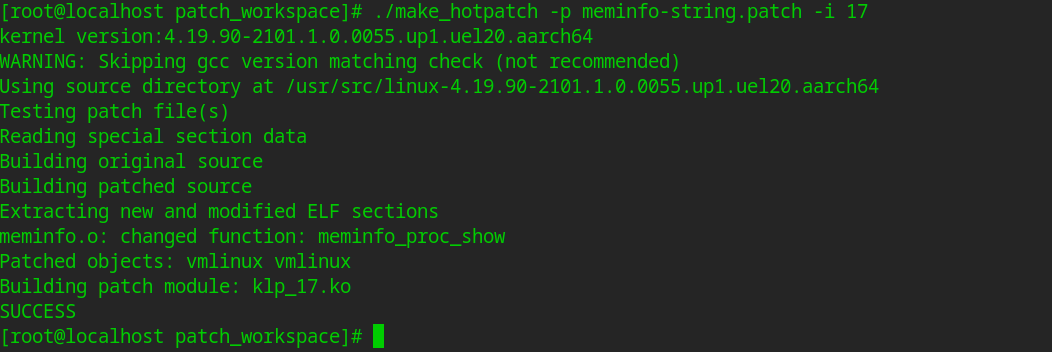 [root@localhost patch_workspace]# ./make_hotpatch -p meminfo-string.patch -i 17
kernel version:4.19.90-2101.1.0.0055.up1.uel20.aarch64
WARNING: Skipping gcc version matching check (not recommended)
Using source directory at /usr/src/linux-4.19.90-2101.1.0.0055.up1.uel20.aarch64
Testing patch file(s)
Reading special section data
Building original source
Building patched source
Extracting new and modified ELF sections
meminfo.o: changed function: meminfo_proc_show
Patched objects: vmlinux vmlinux
Building patch module: klp_17.ko
SUCCESS
[root@localhost patch_workspace]#